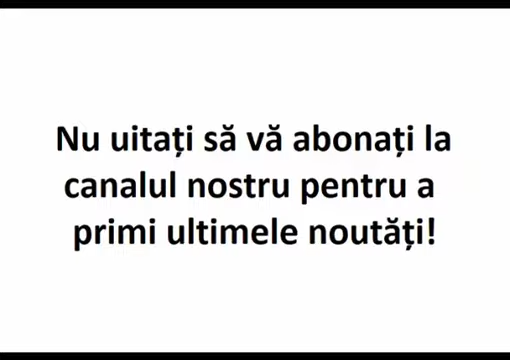 Nu uitați să vă abonați la
canalul nostru pentru a
primi ultimele noutăți!